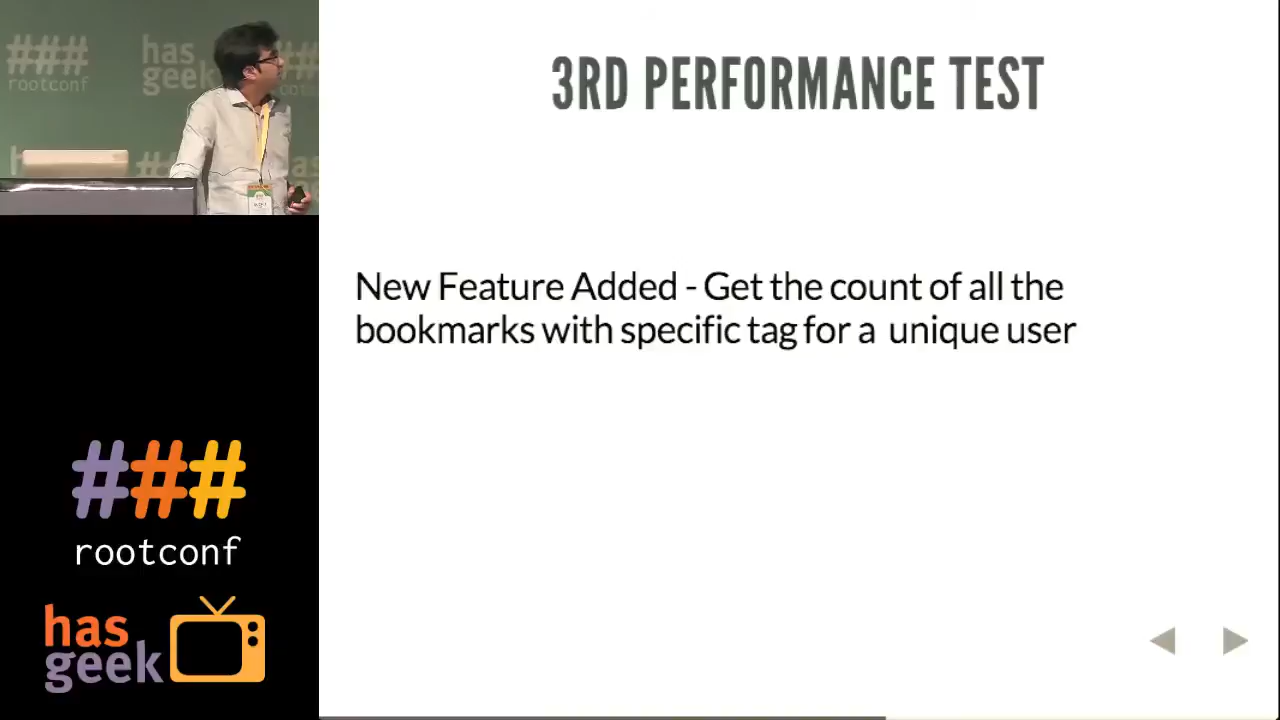 ###
rootconf
has
geek
###
3RD PERFORMANCE TEST
New Feature Added - Get the count of all the
bookmarks with specific tag for a unique user
###
rootconf
has
geek